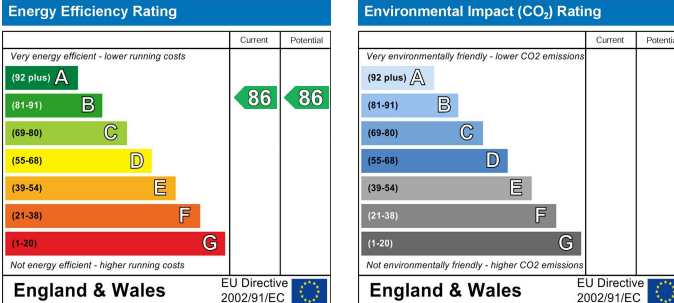 Energy Efficiency Rating
Current Potential
Very energy efficient - lower running costs
(92 plus) A
(81-91) B
(69-80) C
(55-68) D
(39-54) E
(21-38) F
(1-20) G
86 86
Not energy efficient - higher running costs
England & Wales
EU Directive
2002/91/EC
Environmental Impact (CO₂) Rating
Current Potentia
Very environmentally friendly - lower CO2 emissions
(92 plus) A
(81-91) B
(69-80) C
(55-68) D
(39-54) E
(21-38) F
(1-20) G
Not environmentally friendly - higher CO2 emissions
England & Wales
EU Directive
2002/91/EC